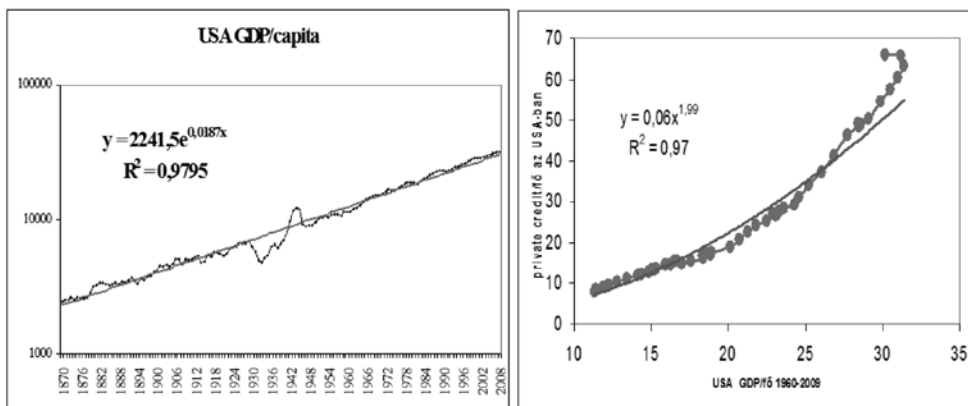 USA GDP/capita
100000
y = 2241,5e^0,0187x
R² = 0,9795
10000
1000
1870 1876 1882 1888 1894 1900 1906 1912 1918 1924 1930 1936 1942 1948 1954 1960 1966 1972 1978 1984 1990 1996 2002 2008
70
60
50
40
30
20
10
0
private credit/fő az USA-ban
y = 0,06x^1,99
R² = 0,97
10 15 20 25 30 35
USA GDP/fő 1960-2009